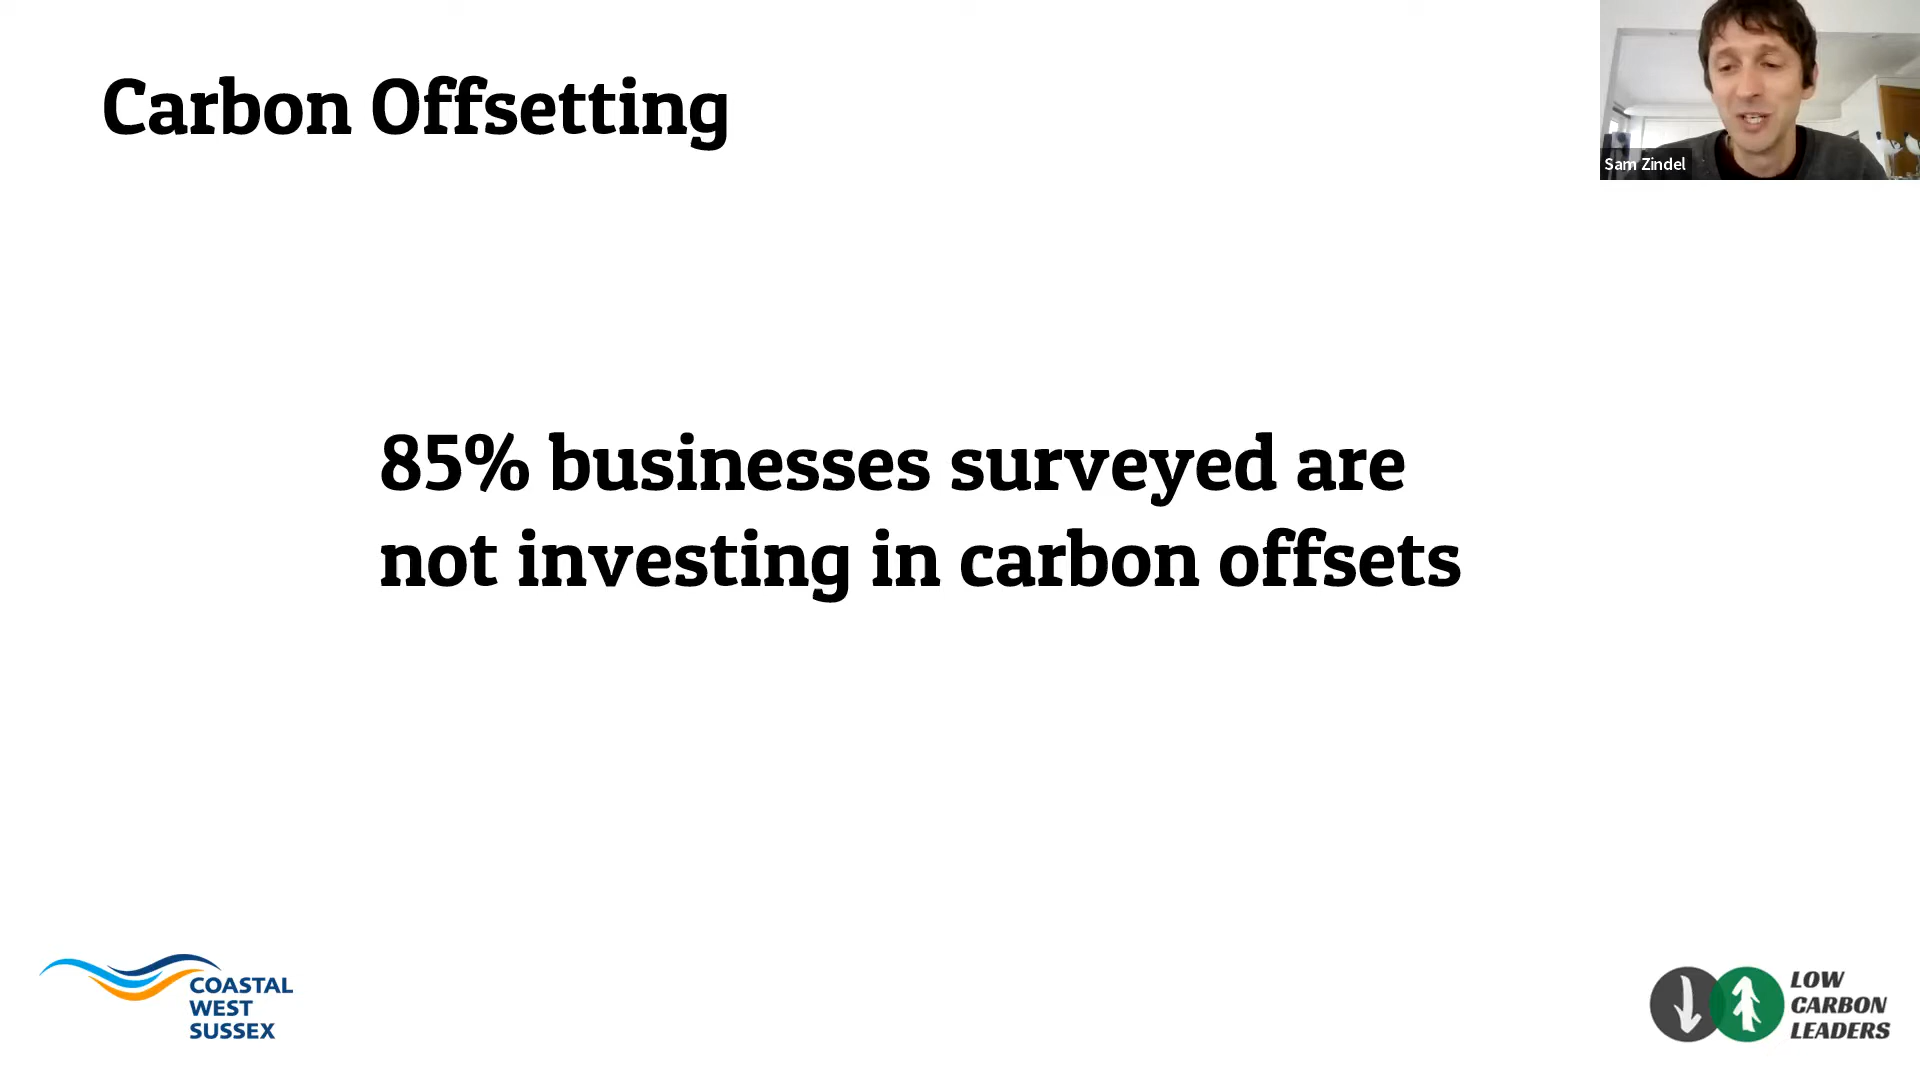 Carbon Offsetting
Sam Zindel
85% businesses surveyed are
not investing in carbon offsets
COASTAL
WEST
SUSSEX
LOW
CARBON
LEADERS